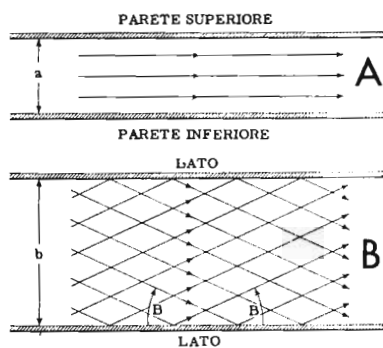 PARETE SUPERIORE
a
A
PARETE INFERIORE
LATO
b
B
B
B
LATO